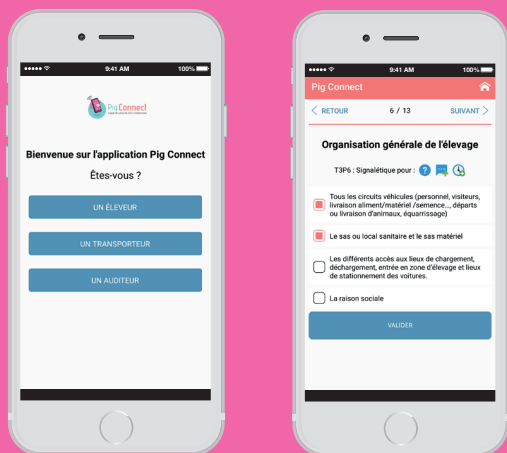 9:41 AM 100%
Pig Connect
Bienvenue sur l'application Pig Connect
Êtes-vous ?
UN ÉLEVEUR
UN TRANSPORTEUR
UN AUDITEUR
9:41 AM 100%
Pig Connect
< RETOUR 6 / 13 SUIVANT >
Organisation générale de l'élevage
T3P6 : Signalétique pour : ?
Tous les circuits véhicules (personnel, visiteurs,
livraison aliment/matériel /semence..., départs
ou livraison d'animaux, équarrissage)
Le sas ou local sanitaire et le sas matériel
Les différents accès aux lieux de chargement,
déchargement, entrée en zone d'élevage et lieux
de stationnement des voitures.
La raison sociale
VALIDER